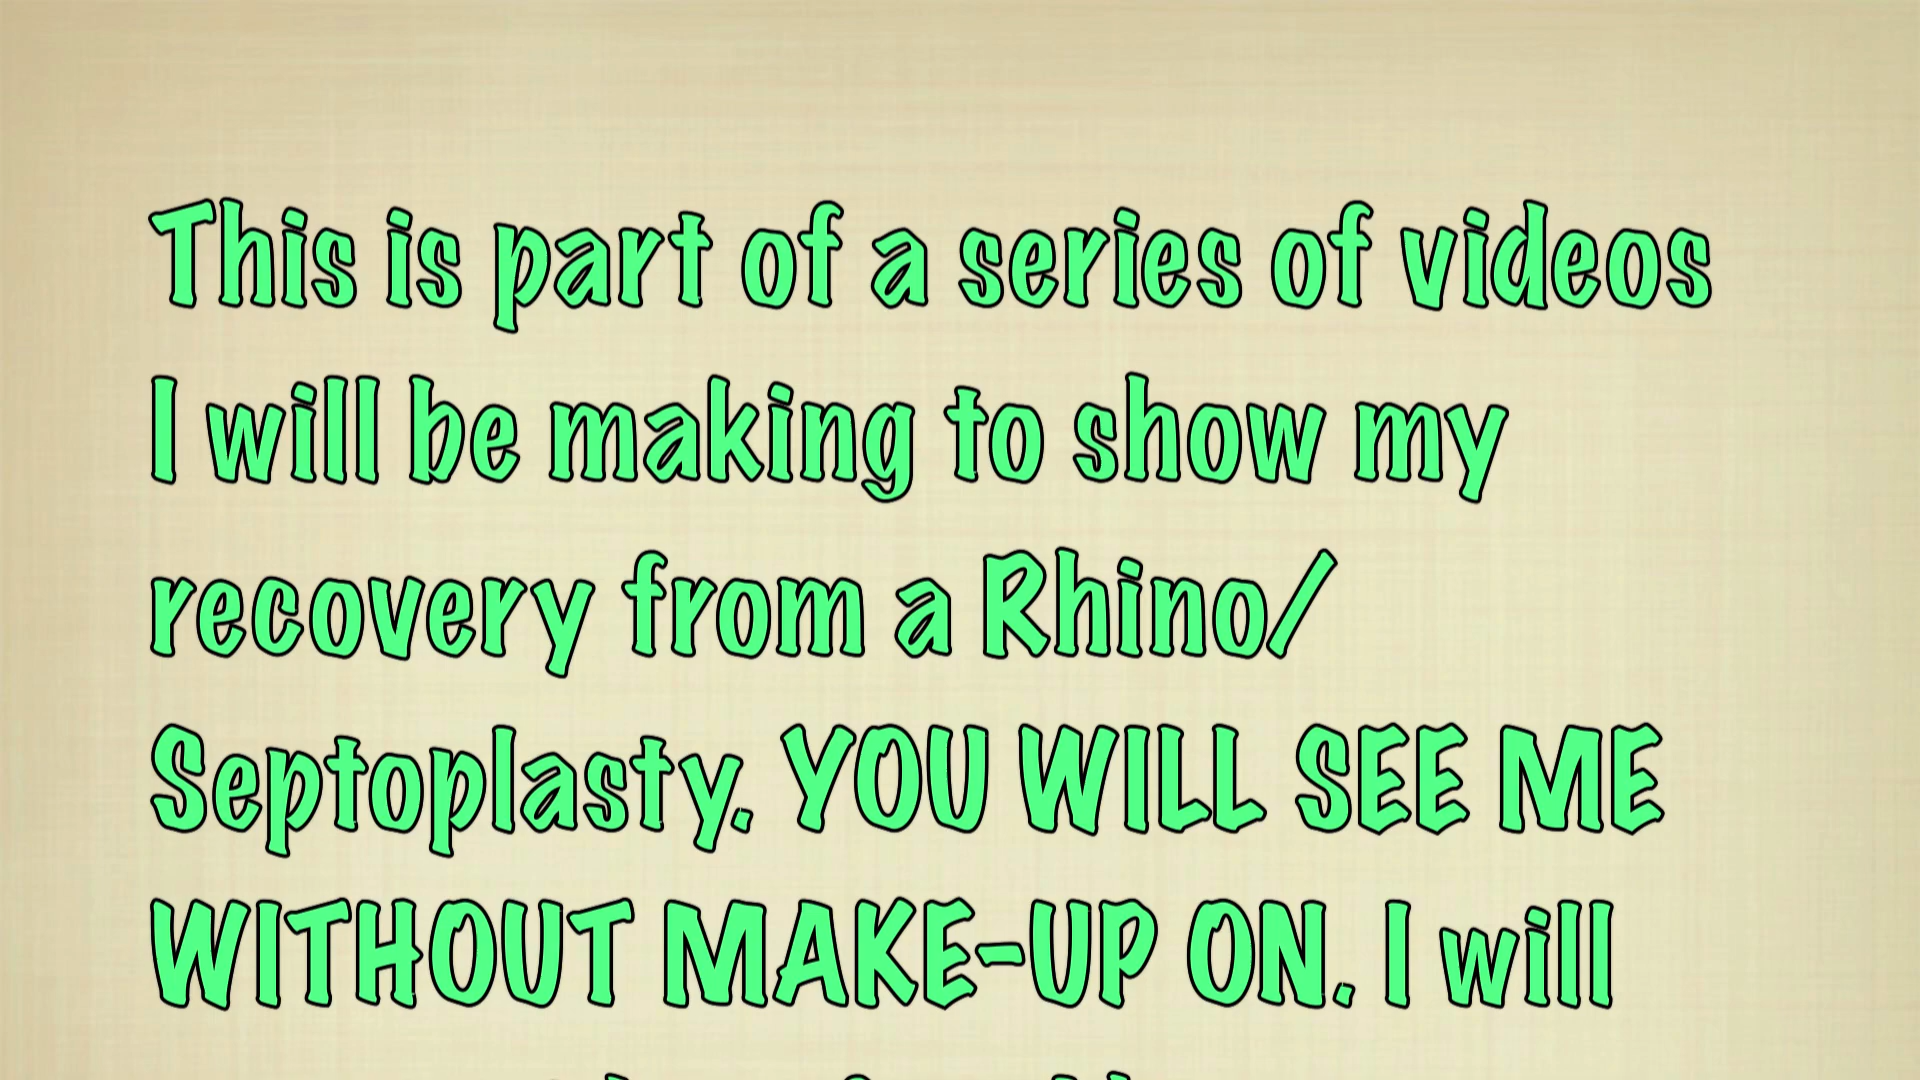 This is part of a series of videos
I will be making to show my
recovery from a Rhino/
Septoplasty. YOU WILL SEE ME
WITHOUT MAKE-UP ON. I will